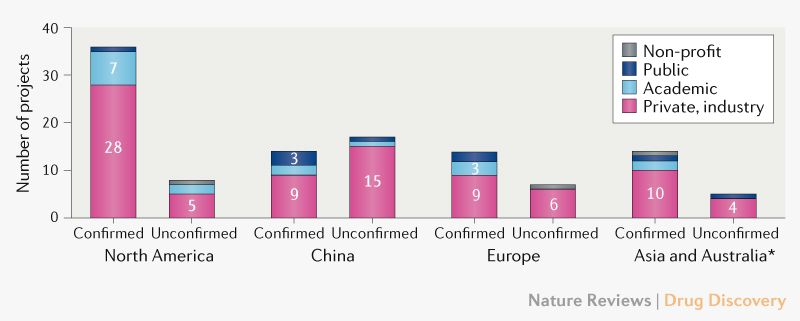 40
30
20
10
0
Number of projects
Non-profit
Public
Academic
Private, industry
7
28
5
3
9
15
3
9
6
10
4
Confirmed Unconfirmed Confirmed Unconfirmed Confirmed Unconfirmed Confirmed Unconfirmed
North America China Europe Asia and Australia*
Nature Reviews | Drug Discovery